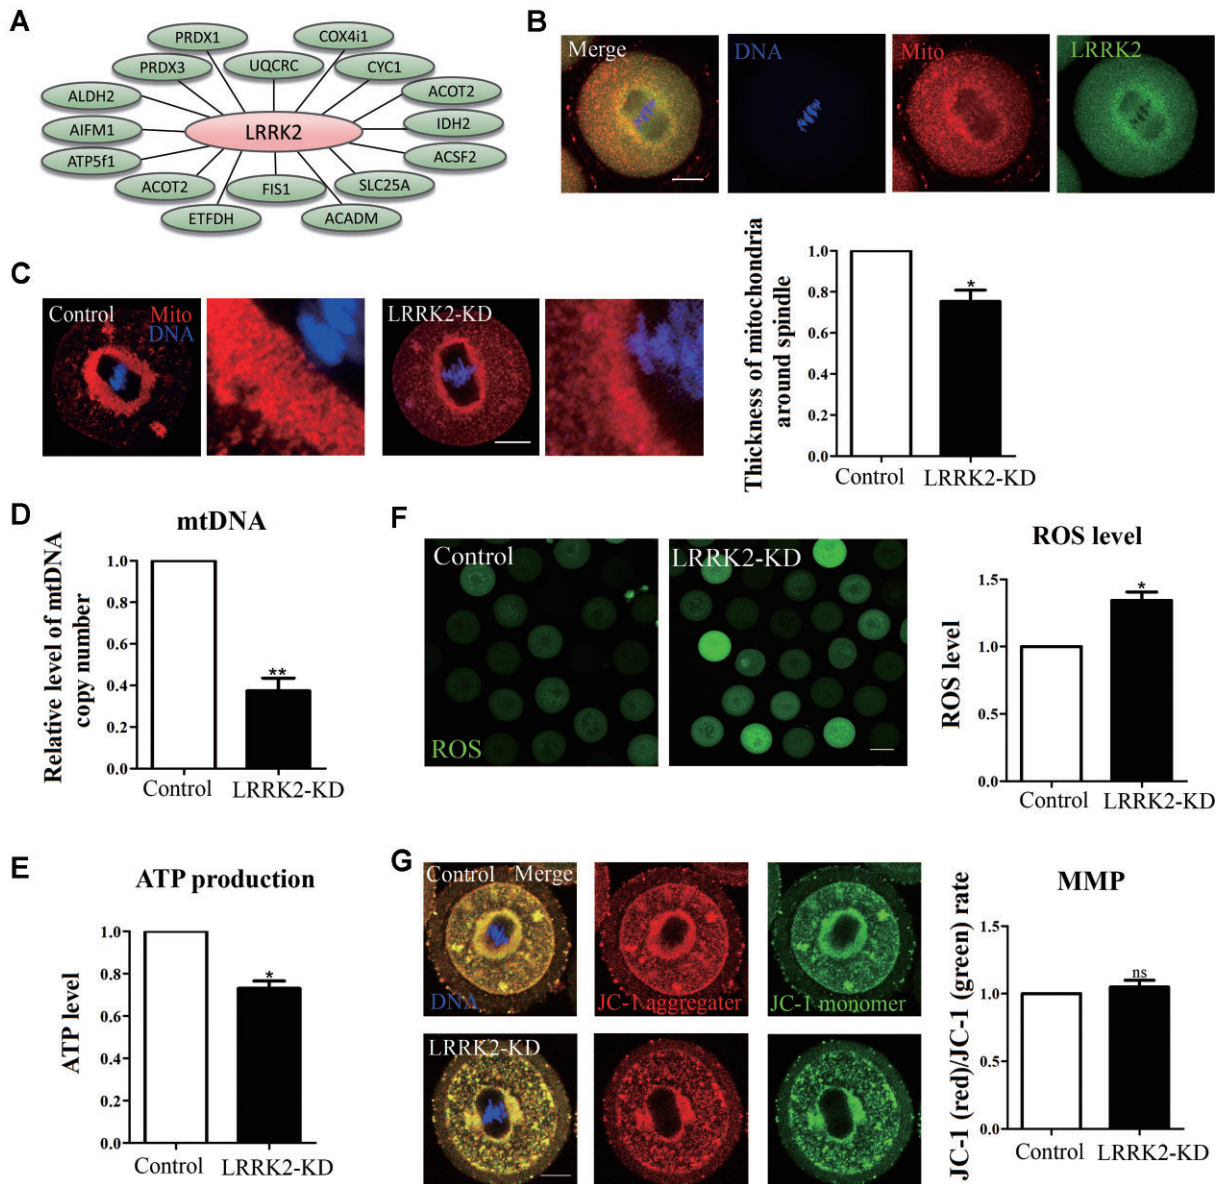 A
PRDX1
COX4i1
PRDX3
UQCRC
CYC1
ALDH2
ACOT2
AIFM1
LRRK2
IDH2
ATP5f1
ACSF2
ACOT2
FIS1
SLC25A
ETFDH
ACADM
B
Merge
DNA
Mito
LRRK2
C
Control
Mito
DNA
LRRK2-KD
Thickness of mitochondria
around spindle
1.0
0.8
0.6
0.4
0.2
0.0
*
Control
LRRK2-KD
D
mtDNA
Relative level of mtDNA
copy number
1.0
0.8
0.6
0.4
0.2
0.0
**
Control
LRRK2-KD
F
Control
ROS
LRRK2-KD
ROS level
ROS level
1.5
1.0
0.5
0.0
*
Control
LRRK2-KD
E
ATP production
ATP level
1.0
0.8
0.6
0.4
0.2
0.0
*
Control
LRRK2-KD
G
Control
Merge
DNA
JC-1 aggregater
JC-1 monomer
LRRK2-KD
MMP
JC-1 (red)/JC-1 (green) rate
1.5
1.0
0.5
0.0
ns
Control
LRRK2-KD